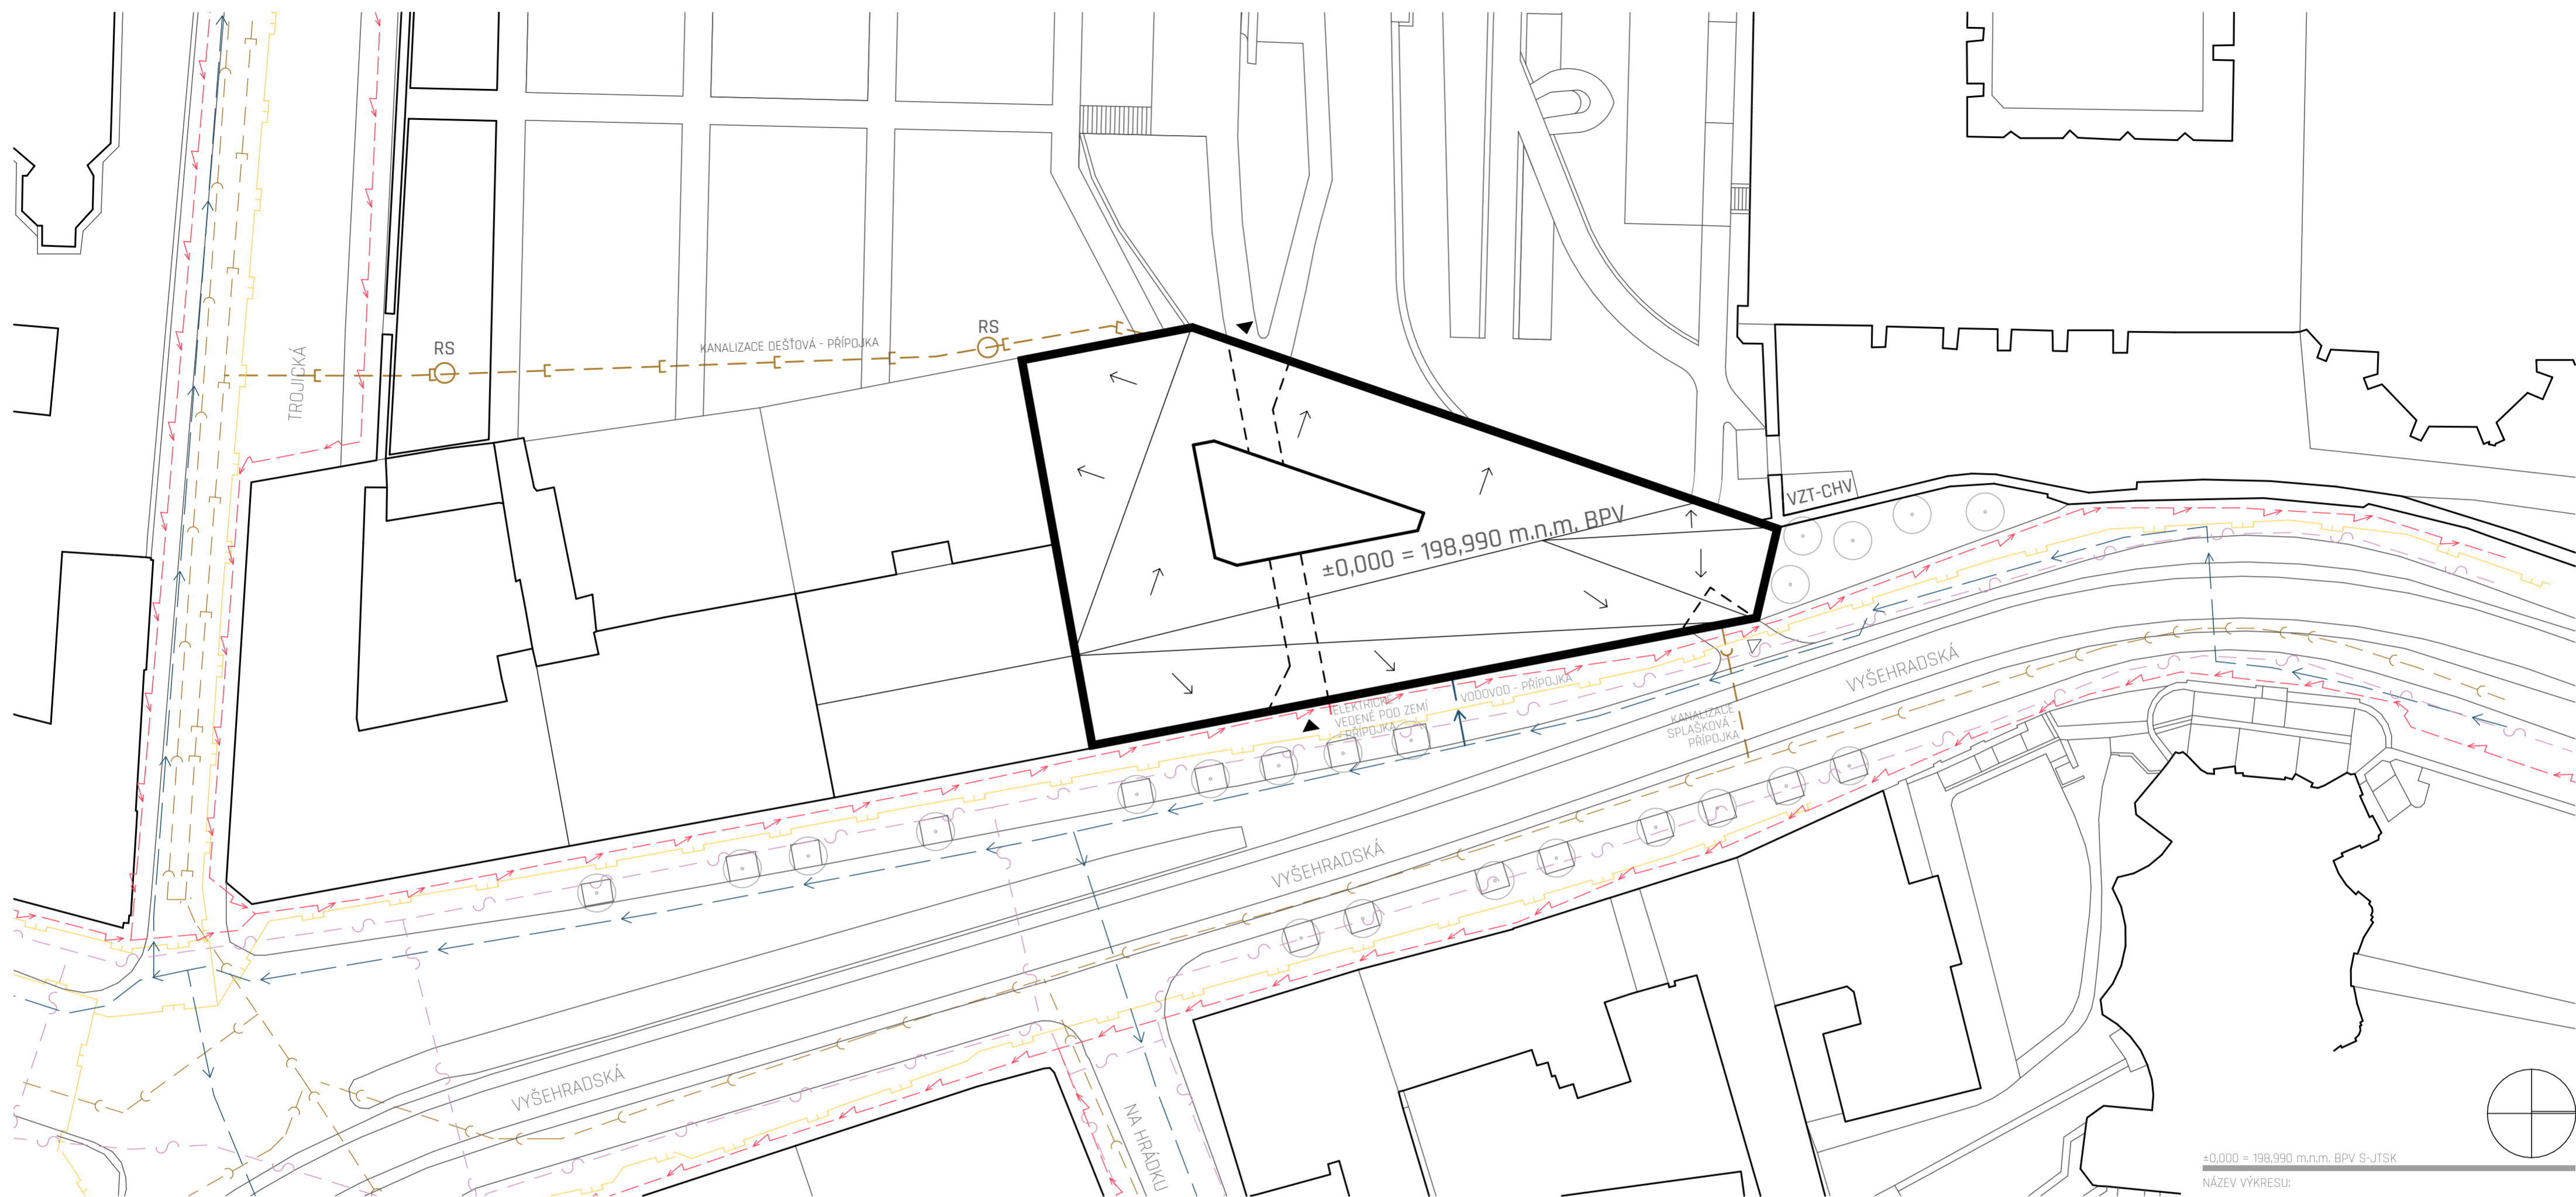 RS
KANALIZACE DEŠŤOVÁ - PŘÍPOJKA
RS
TROJICKÁ
VZT-CHV
±0,000 = 198,990 m.n.m. BPV
ELEKTRICKÉ
VEDENÉ POD ZEMÍ
- PŘÍPOJKA
VODOVOD - PŘÍPOJKA
KANALIZACE
SPLAŠKOVÁ -
PŘÍPOJKA
VYŠEHRADSKÁ
VYŠEHRADSKÁ
VYŠEHRADSKÁ
NA HRÁDKU
±0,000 = 198,990 m.n.m. BPV S-JTSK
NÁZEV VÝKRESU: